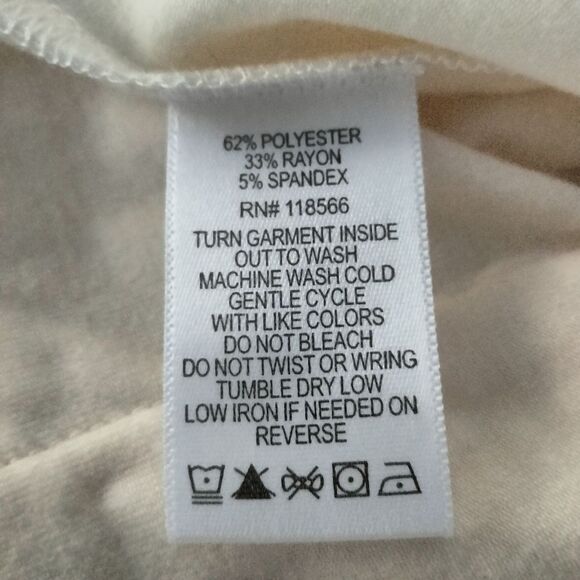 62% POLYESTER
33% RAYON
5% SPANDEX
RN# 118566
TURN GARMENT INSIDE
OUT TO WASH
MACHINE WASH COLD
GENTLE CYCLE
WITH LIKE COLORS
DO NOT BLEACH
DO NOT TWIST OR WRING
TUMBLE DRY LOW
LOW IRON IF NEEDED ON
REVERSE